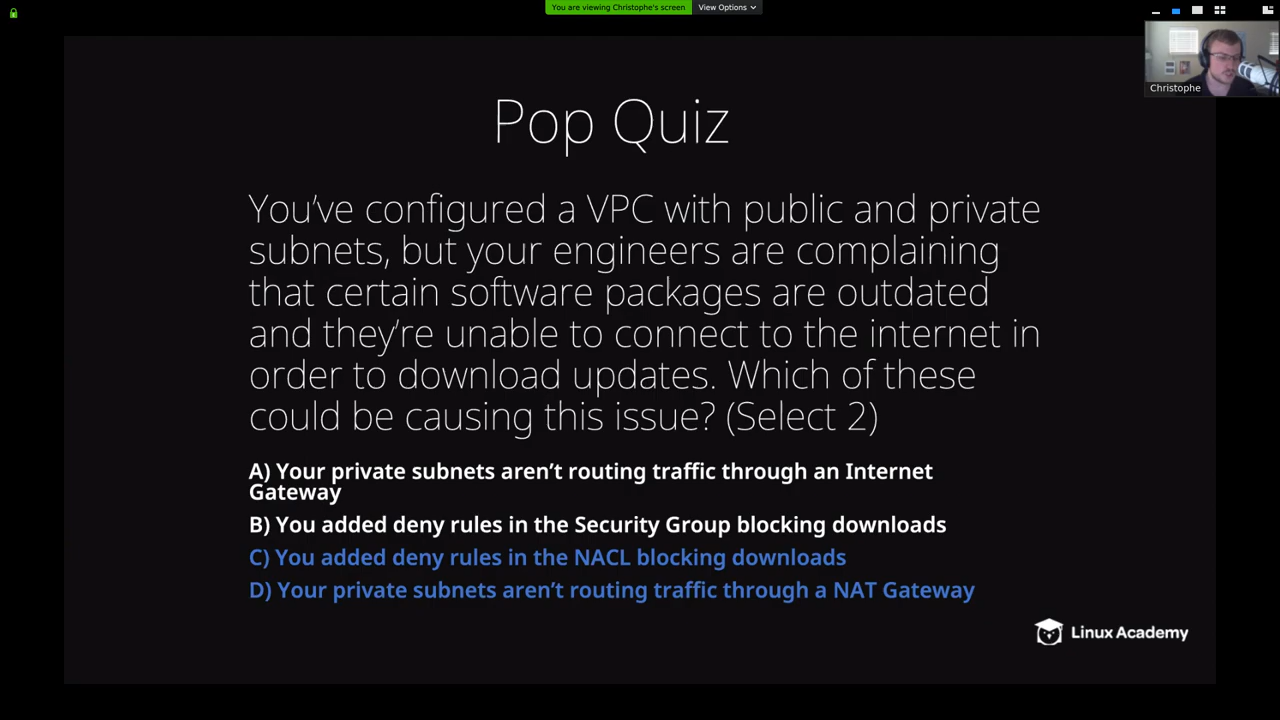 You are viewing Christophe's screen View Options
Christophe
Pop Quiz
You’ve configured a VPC with public and private
subnets, but your engineers are complaining
that certain software packages are outdated
and they’re unable to connect to the internet in
order to download updates. Which of these
could be causing this issue? (Select 2)
A) Your private subnets aren’t routing traffic through an Internet
Gateway
B) You added deny rules in the Security Group blocking downloads
C) You added deny rules in the NACL blocking downloads
D) Your private subnets aren’t routing traffic through a NAT Gateway
Linux Academy